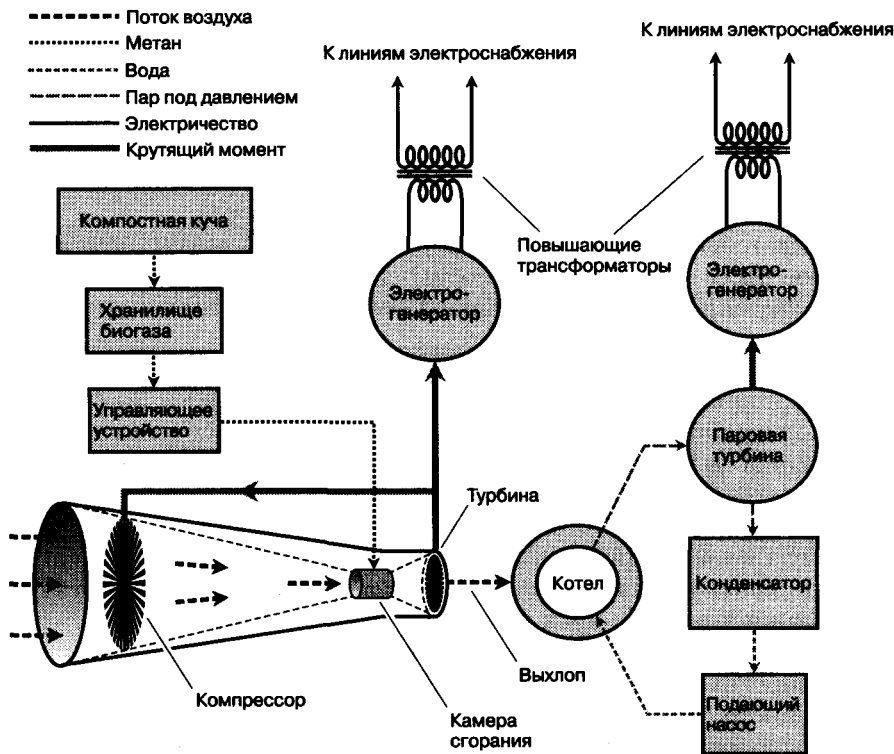 Поток воздуха
Метан
Вода
Пар под давлением
Электричество
Крутящий момент
К линиям электроснабжения
К линиям электроснабжения
Повышающие
трансформаторы
Компостная куча
Хранилище
биогаза
Управляющее
устройство
Электро-
генератор
Электро-
генератор
Паровая
турбина
Турбина
Котел
Конденсатор
Подающий
насос
Компрессор
Камера
сгорания
Выхлоп